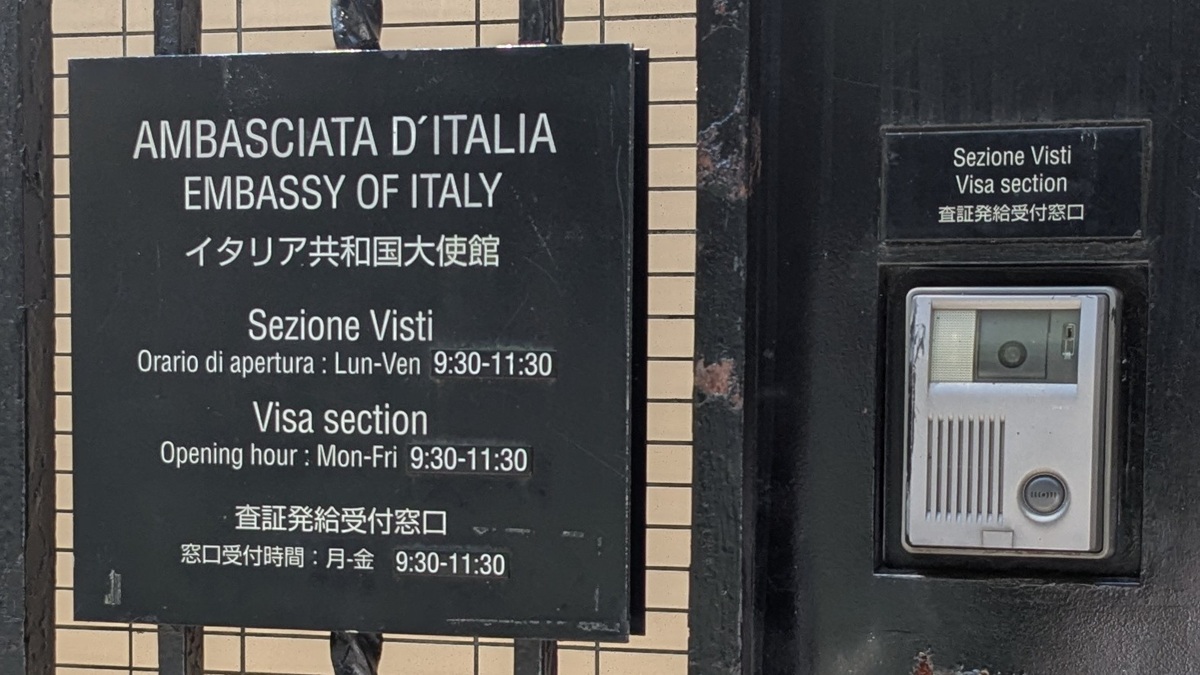 AMBASCIATA D´ITALIA
EMBASSY OF ITALY
イタリア共和国大使館
Sezione Visti
Orario di apertura : Lun-Ven 9:30-11:30
Visa section
Opening hour : Mon-Fri 9:30-11:30
査証発給受付窓口
窓口受付時間：月-金 9:30-11:30
Sezione Visti
Visa section
査証発給受付窓口